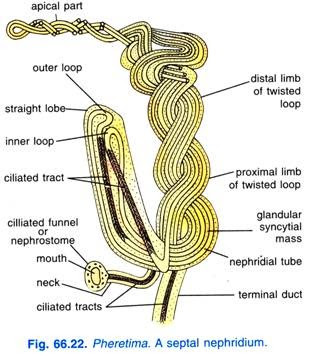 apical part
outer loop
straight lobe
inner loop
ciliated tract
cilliated funnel
or
nephrostome
mouth
neck
ciliated tracts
distal limb
of twisted
loop
proximal limb
of twisted loop
glandular
syncytial
mass
nephridial tube
terminal duct
Fig. 66.22. Pheretima. A septal nephridium.